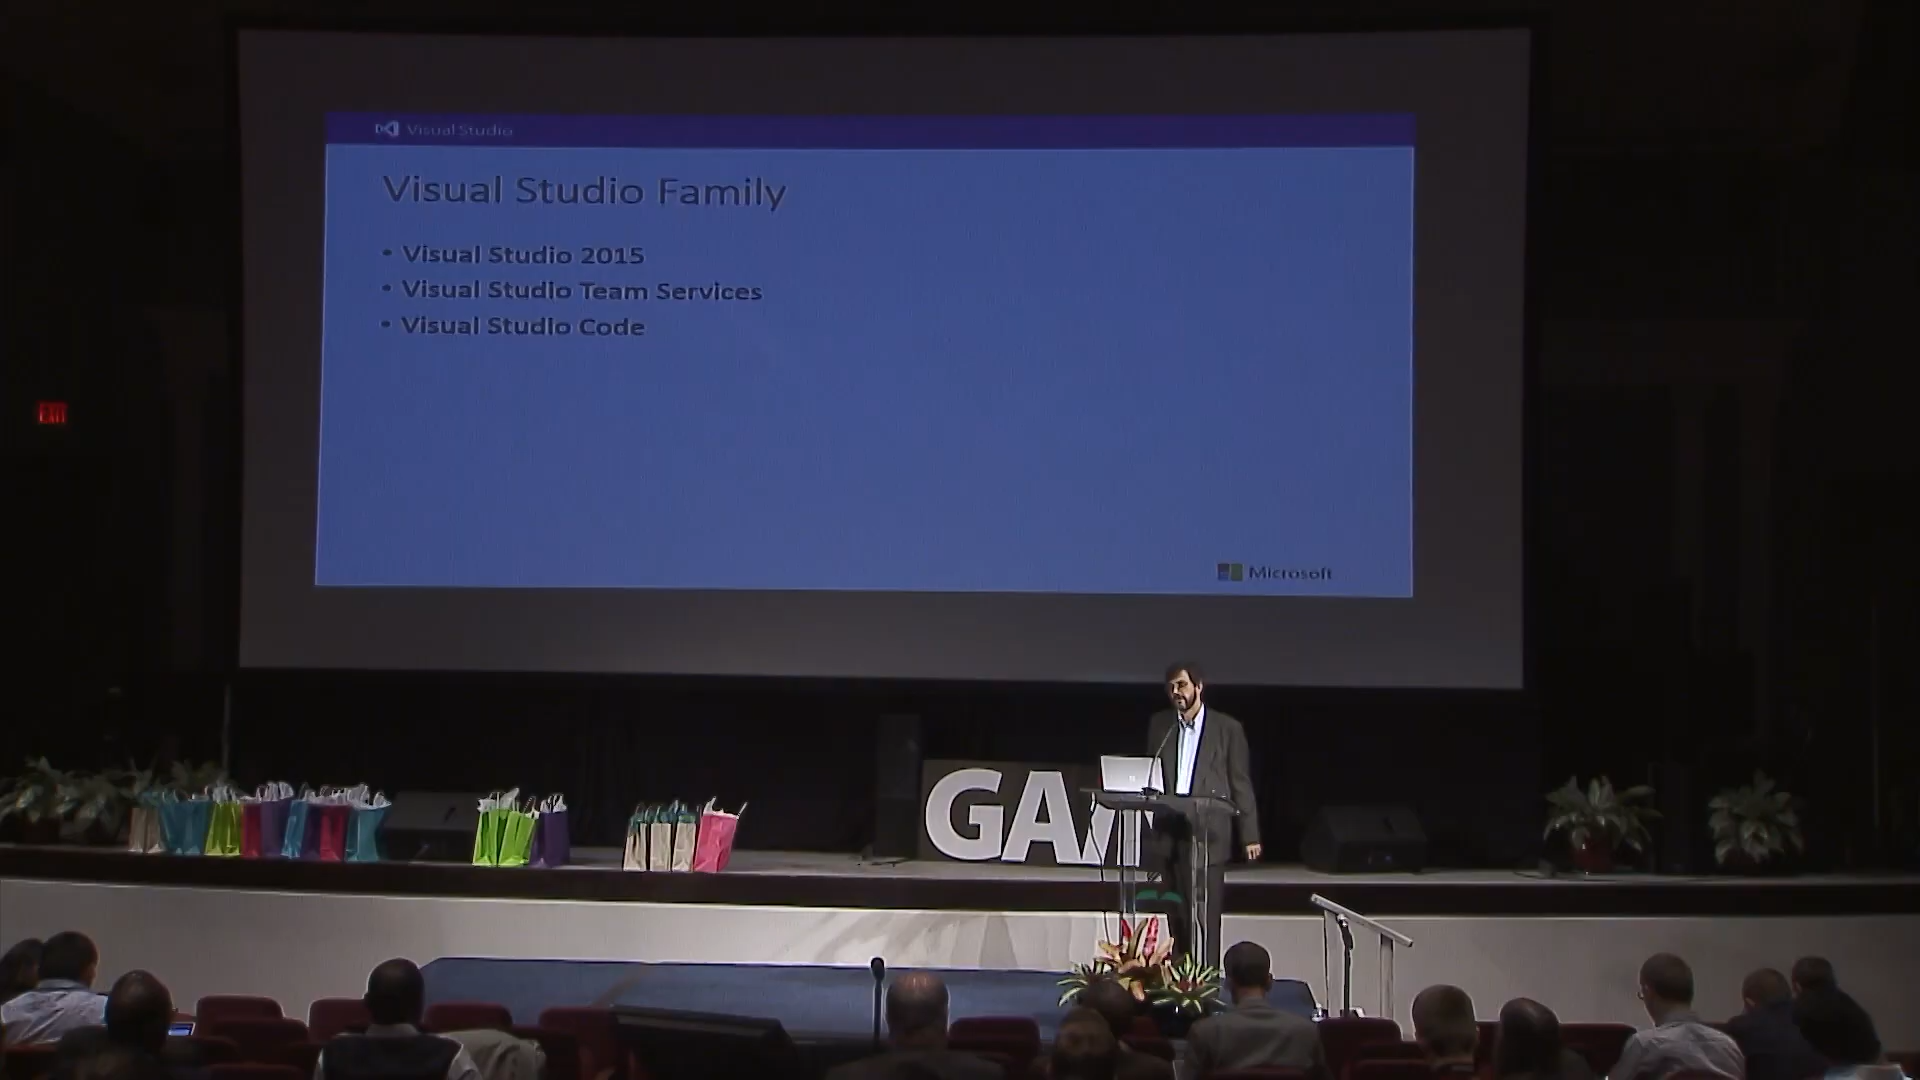 Visual Studio
Visual Studio Family
• Visual Studio 2015
• Visual Studio Team Services
• Visual Studio Code
Microsoft
EXIT
GA